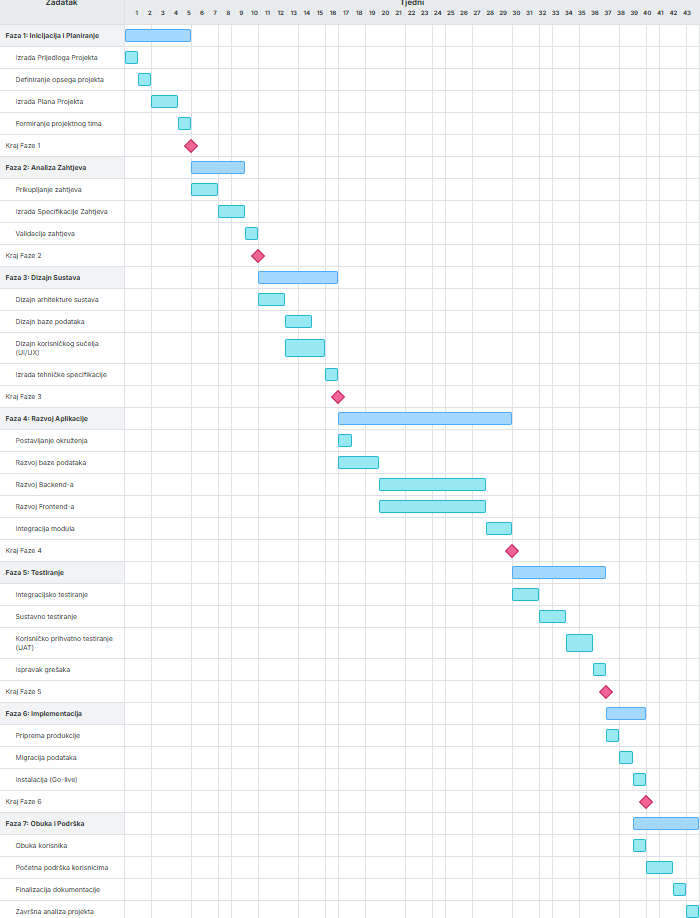 Zadatak
Tjedni
1 2 3 4 5 6 7 8 9 10 11 12 13 14 15 16 17 18 19 20 21 22 23 24 25 26 27 28 29 30 31 32 33 34 35 36 37 38 39 40 41 42 43
Faza 1: Inicijacija i Planiranje
Izrada Prijedloga Projekta
Definiranje opsega projekta
Izrada Plana Projekta
Formiranje projektnog tima
Kraj Faze 1
Faza 2: Analiza Zahtjeva
Prikupljanje zahtjeva
Izrada Specifikacije Zahtjeva
Validacija zahtjeva
Kraj Faze 2
Faza 3: Dizajn Sustava
Dizajn arhitekture sustava
Dizajn baze podataka
Dizajn korisničkog sučelja
(UI/UX)
Izrada tehničke specifikacije
Kraj Faze 3
Faza 4: Razvoj Aplikacije
Postavljanje okruženja
Razvoj baze podataka
Razvoj Backend-a
Razvoj Frontend-a
Integracija modula
Kraj Faze 4
Faza 5: Testiranje
Integracijsko testiranje
Sustavno testiranje
Korisničko prihvatno testiranje
(UAT)
Ispravak grešaka
Kraj Faze 5
Faza 6: Implementacija
Priprema produkcije
Migracija podataka
Instalacija (Go-live)
Kraj Faze 6
Faza 7: Obuka i Podrška
Obuka korisnika
Početna podrška korisnicima
Finalizacija dokumentacije
Završna analiza projekta